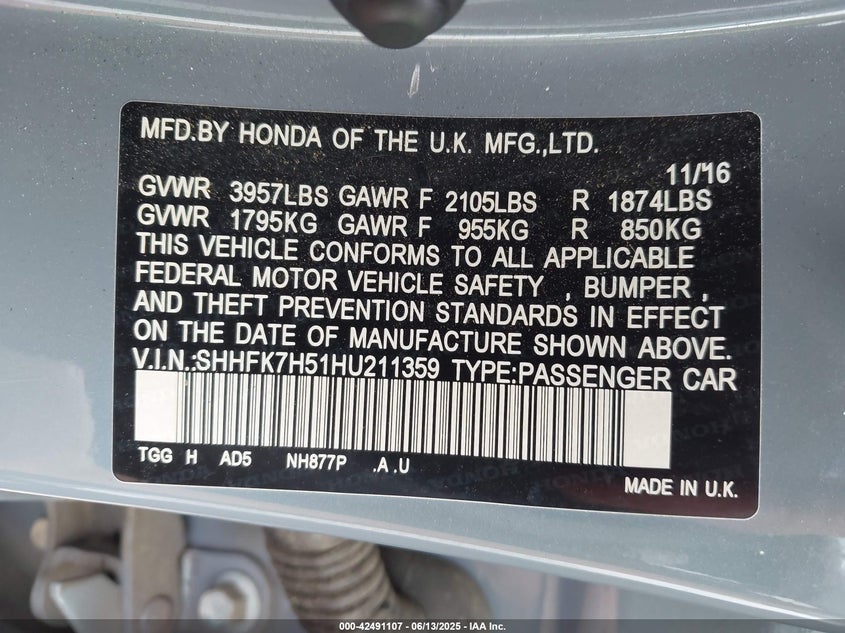 MFD.BY HONDA OF THE U.K. MFG.,LTD.
11/16
GVWR 3957LBS GAWR F 2105LBS R 1874LBS
GVWR 1795KG GAWR F 955KG R 850KG
THIS VEHICLE CONFORMS TO ALL APPLICABLE
FEDERAL MOTOR VEHICLE SAFETY , BUMPER ,
AND THEFT PREVENTION STANDARDS IN EFFECT
ON THE DATE OF MANUFACTURE SHOWN ABOVE.
V.I.N.:SHHFK7H51HU211359 TYPE:PASSENGER CAR
TGG H AD5 NH877P .A .U
MADE IN U.K.
000-42491107 - 06/13/2025 - IAA Inc.